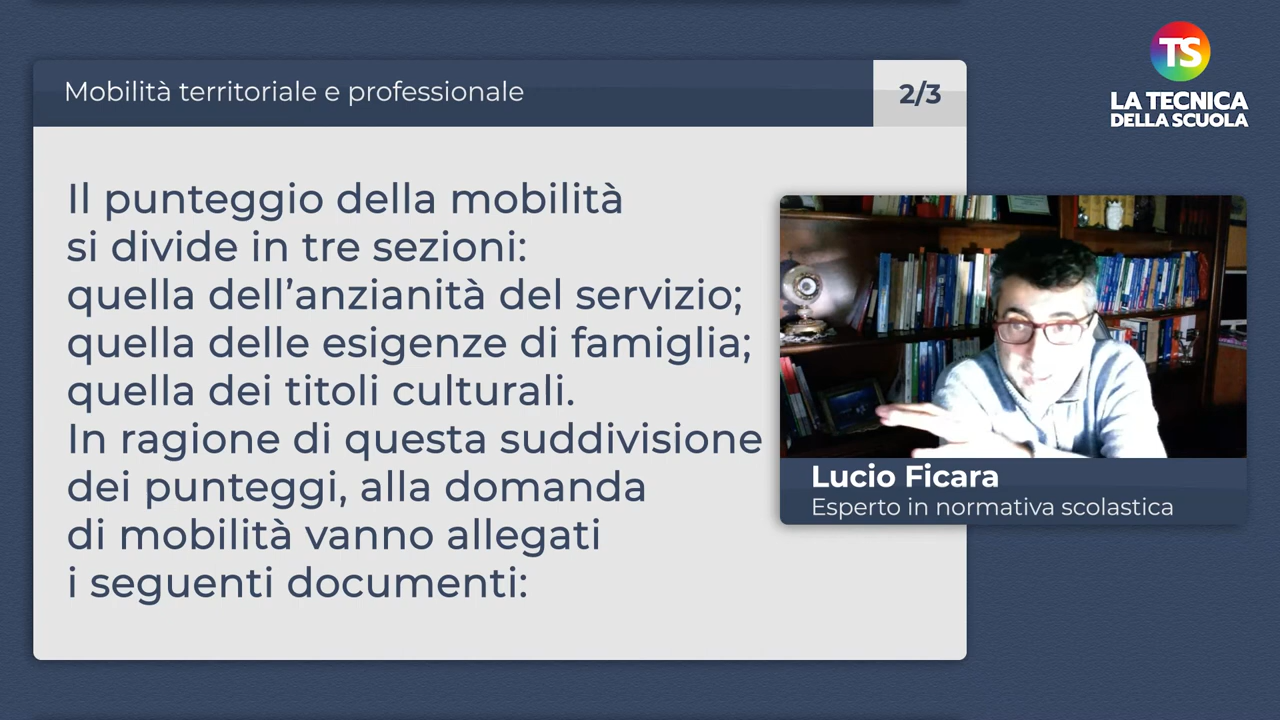 Mobilità territoriale e professionale
2/3
TS
LA TECNICA
DELLA SCUOLA
Il punteggio della mobilità
si divide in tre sezioni:
quella dell’anzianità del servizio;
quella delle esigenze di famiglia;
quella dei titoli culturali.
In ragione di questa suddivisione
dei punteggi, alla domanda
di mobilità vanno allegati
i seguenti documenti:
Lucio Ficara
Esperto in normativa scolastica